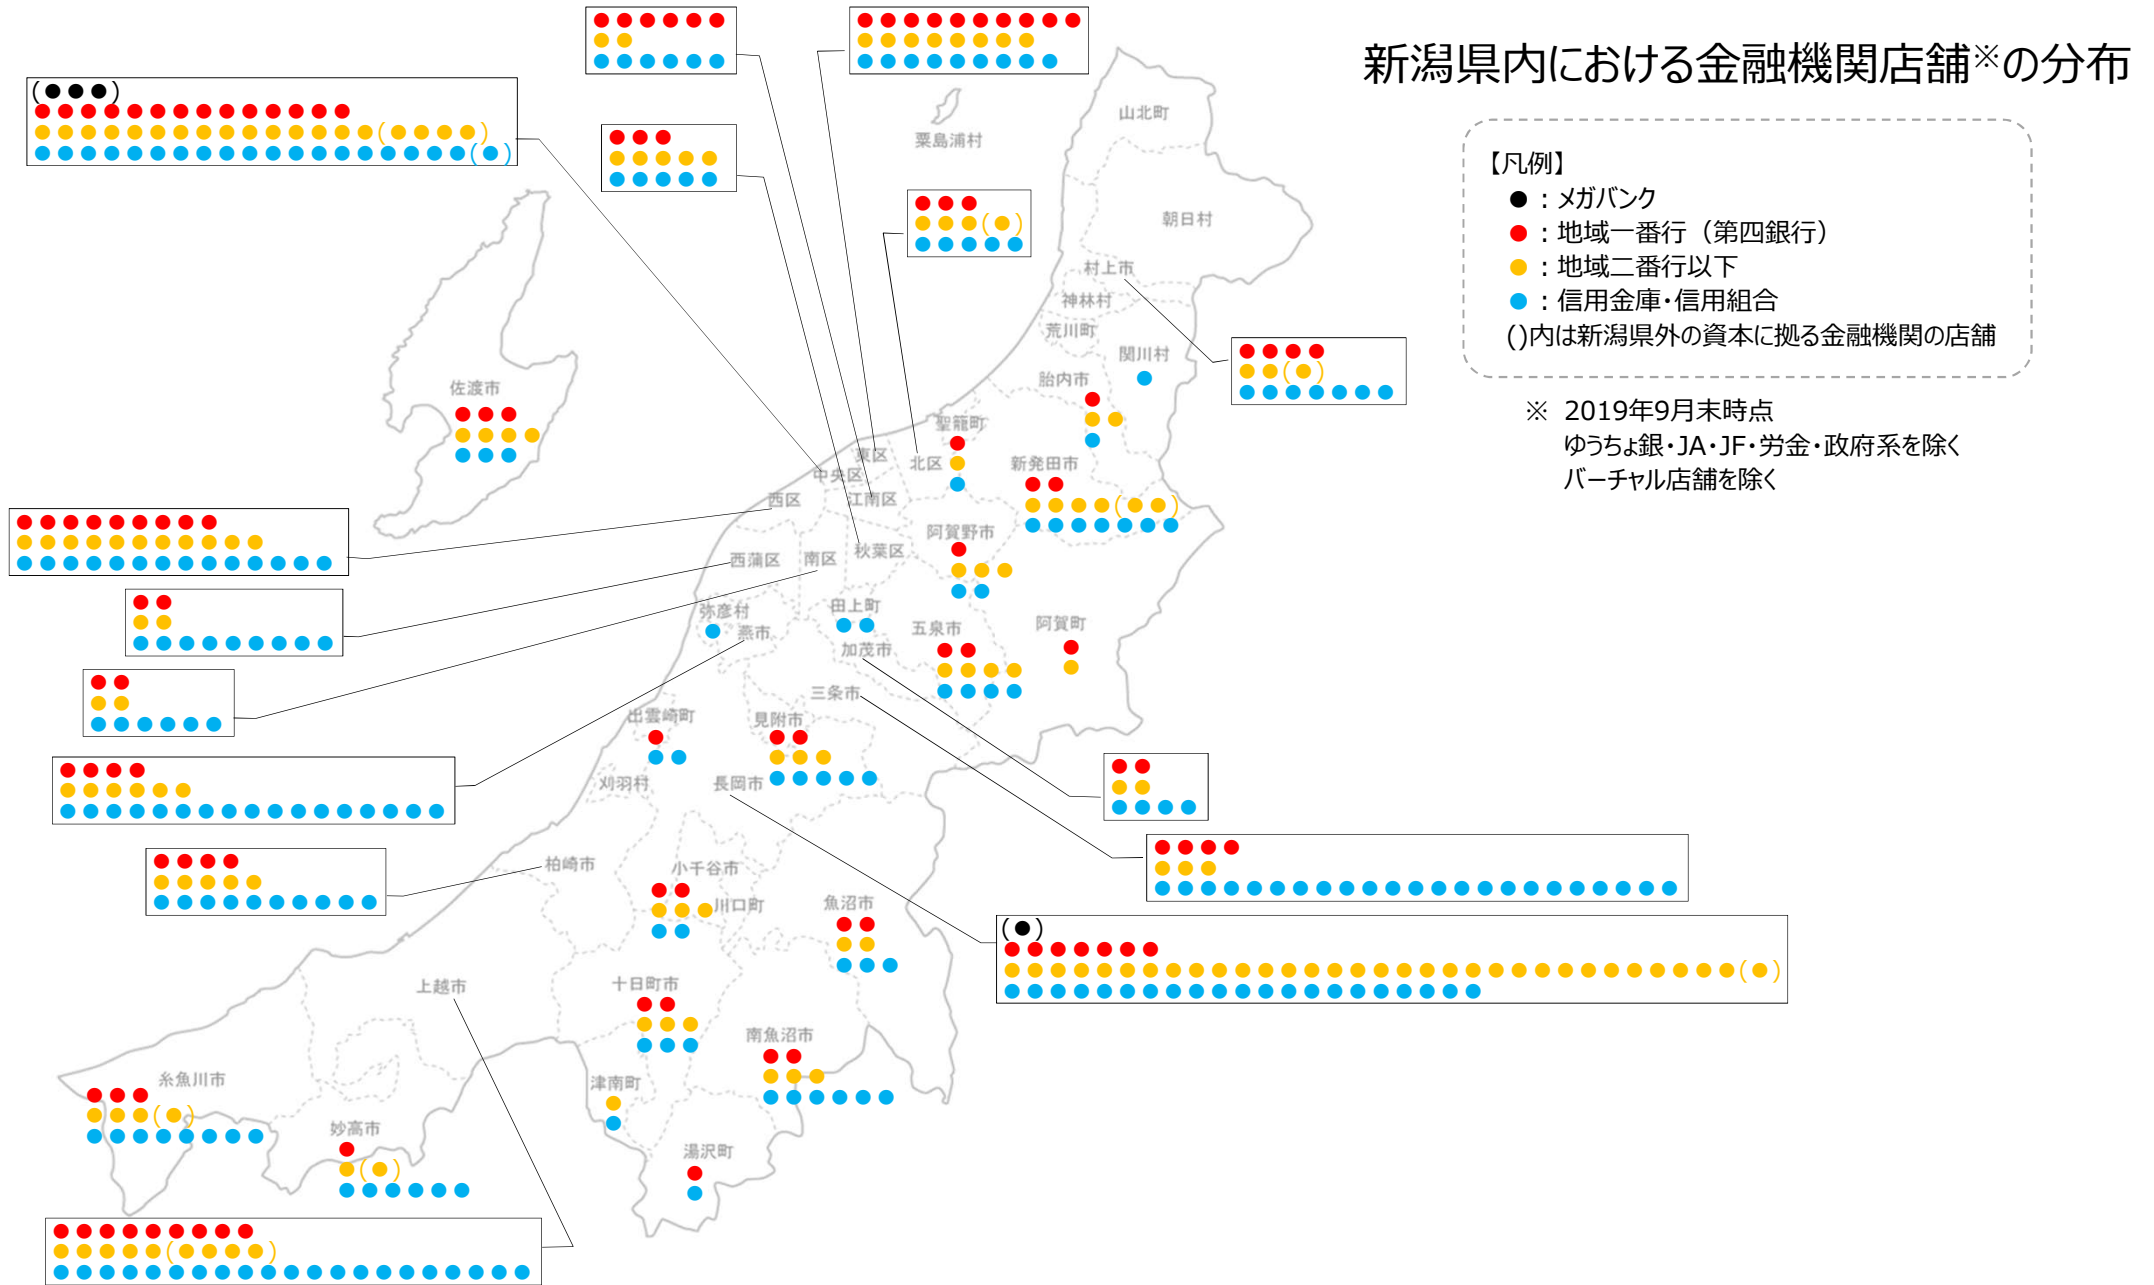 新潟県内における金融機関店舗※の分布
【凡例】
●：メガバンク
●：地域一番行（第四銀行）
●：地域二番行以下
●：信用金庫・信用組合
()内は新潟県外の資本に拠る金融機関の店舗
※ 2019年9月末時点
ゆうちょ銀・JA・JF・労金・政府系を除く
バーチャル店舗を除く
山北町
粟島浦村
朝日村
村上市
神林村
荒川町
関川村
胎内市
佐渡市
聖籠町
東区
北区
新発田市
中央区
江南区
西区
阿賀野市
秋葉区
西蒲区
南区
弥彦村
田上町
燕市
五泉市
阿賀町
加茂市
三条市
出雲崎町
見附市
刈羽村
長岡市
柏崎市
小千谷市
川口町
魚沼市
上越市
十日町市
南魚沼市
糸魚川市
津南町
妙高市
湯沢町